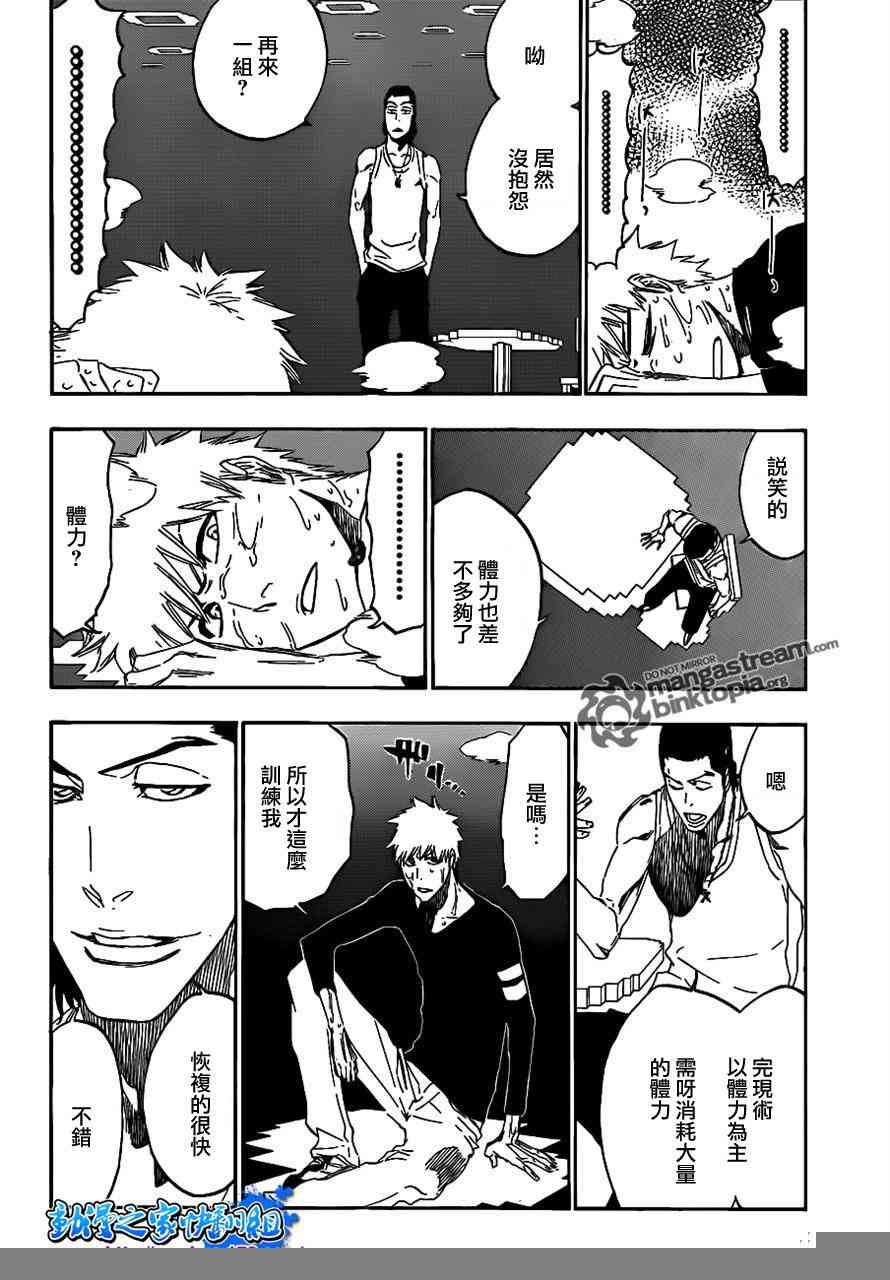 呦
居然
沒抱怨
再來
一組?
說笑的
體力也差
不多夠了
體力?
嗯
完現術
以體力為主
需呀消耗大量
的體力
是嗎…
所以才這麼
訓練我
恢複的很快
不錯
DO NOT MIRROR
mangastream.com
binktopia.org
動漫之家快翻組